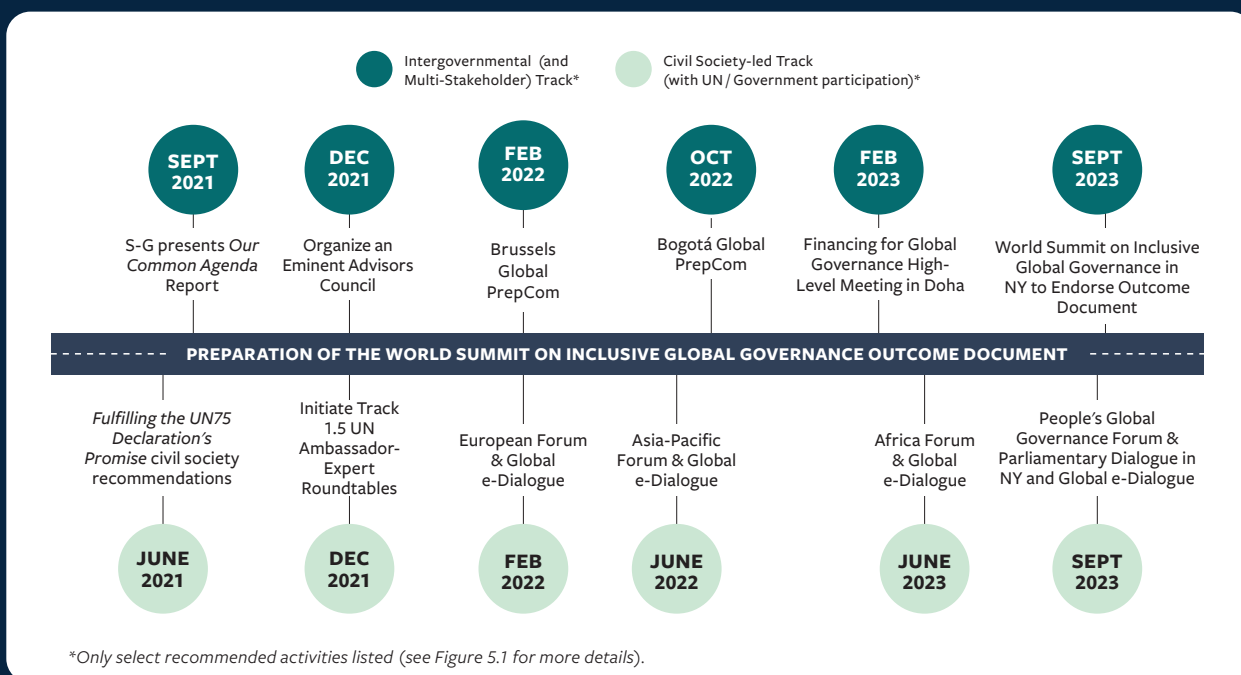 Intergovernmental (and
Multi-Stakeholder) Track*
Civil Society-led Track
(with UN / Government participation)*
SEPT
2021
DEC
2021
FEB
2022
OCT
2022
FEB
2023
SEPT
2023
S-G presents Our
Common Agenda
Report
Organize an
Eminent Advisors
Council
Brussels
Global
PrepCom
Bogotá Global
PrepCom
Financing for Global
Governance High-
Level Meeting in Doha
World Summit on Inclusive
Global Governance in
NY to Endorse Outcome
Document
PREPARATION OF THE WORLD SUMMIT ON INCLUSIVE GLOBAL GOVERNANCE OUTCOME DOCUMENT
Fulfilling the UN75
Declaration's
Promise civil society
recommendations
Initiate Track
1.5 UN
Ambassador-
Expert
Roundtables
European Forum
& Global
e-Dialogue
Asia-Pacific
Forum & Global
e-Dialogue
Africa Forum
& Global
e-Dialogue
People's Global
Governance Forum &
Parliamentary Dialogue in
NY and Global e-Dialogue
JUNE
2021
DEC
2021
FEB
2022
JUNE
2022
JUNE
2023
SEPT
2023
*Only select recommended activities listed (see Figure 5.1 for more details).